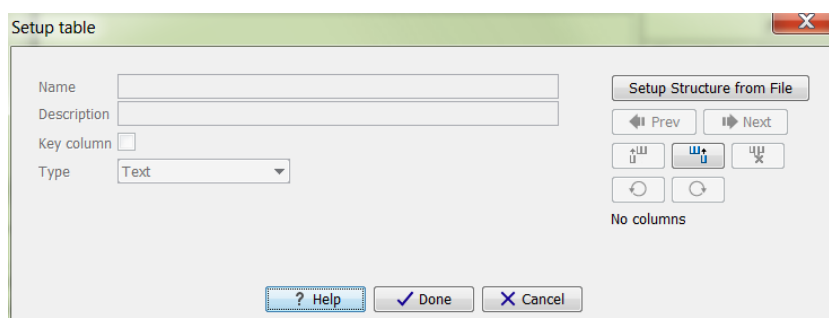 Setup table
X
Name
Setup Structure from File
Description
Prev
Next
Key column
Type
Text
No columns
? Help
Done
Cancel